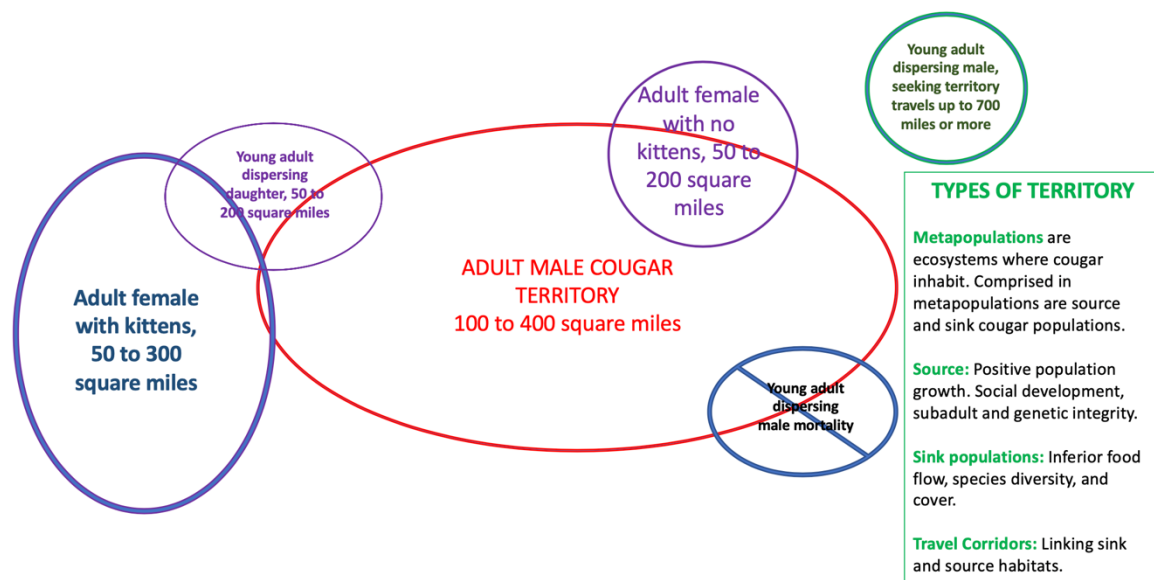 Young adult
dispersing male,
seeking territory
travels up to 700
miles or more
Adult female
with no
kittens, 50 to
200 square
miles
Young adult
dispersing
daughter, 50 to
200 square miles
Adult female
with kittens,
50 to 300
square miles
ADULT MALE COUGAR
TERRITORY
100 to 400 square miles
Young adult
dispersing
male mortality
TYPES OF TERRITORY
Metapopulations are
ecosystems where cougar
inhabit. Comprised in
metapopulations are source
and sink cougar populations.
Source: Positive population
growth. Social development,
subadult and genetic integrity.
Sink populations: Inferior food
flow, species diversity, and
cover.
Travel Corridors: Linking sink
and source habitats.